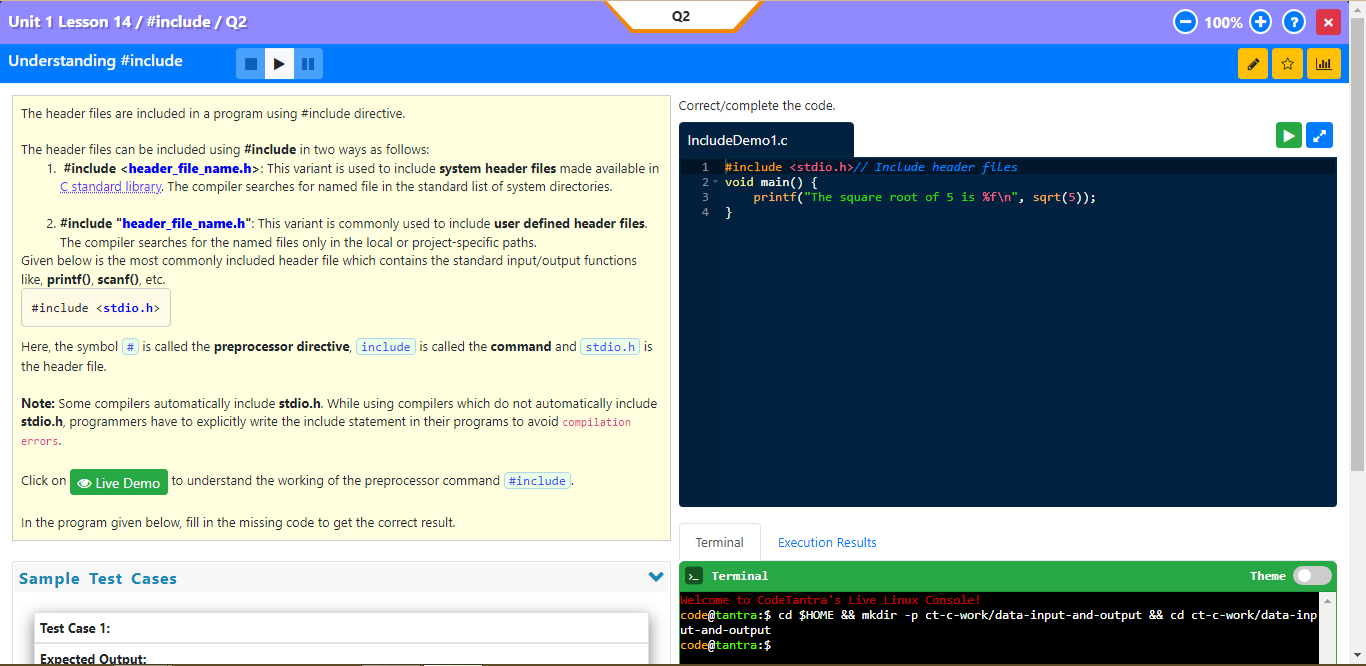 Unit 1 Lesson 14 / #include / Q2
Q2
100%
Understanding #include
The header files are included in a program using #include directive.
The header files can be included using #include in two ways as follows:
1. #include <header_file_name.h>: This variant is used to include system header files made available in
C standard library. The compiler searches for named file in the standard list of system directories.
2. #include "header_file_name.h": This variant is commonly used to include user defined header files.
The compiler searches for the named files only in the local or project-specific paths.
Given below is the most commonly included header file which contains the standard input/output functions
like, printf(), scanf(), etc.
#include <stdio.h>
Here, the symbol # is called the preprocessor directive, include is called the command and stdio.h is
the header file.
Note: Some compilers automatically include stdio.h. While using compilers which do not automatically include
stdio.h, programmers have to explicitly write the include statement in their programs to avoid compilation
errors.
Click on Live Demo to understand the working of the preprocessor command #include.
In the program given below, fill in the missing code to get the correct result.
Sample Test Cases
Test Case 1:
Expected Output:
Correct/complete the code.
IncludeDemo1.c
1 #include <stdio.h>// Include header files
2 void main() {
3 printf("The square root of 5 is %f\n", sqrt(5));
4 }
Terminal Execution Results
Terminal Theme
Welcome to CodeTantra's Live Linux Console!
code@tantra:$ cd $HOME && mkdir -p ct-c-work/data-input-and-output && cd ct-c-work/data-inp
ut-and-output
code@tantra:$